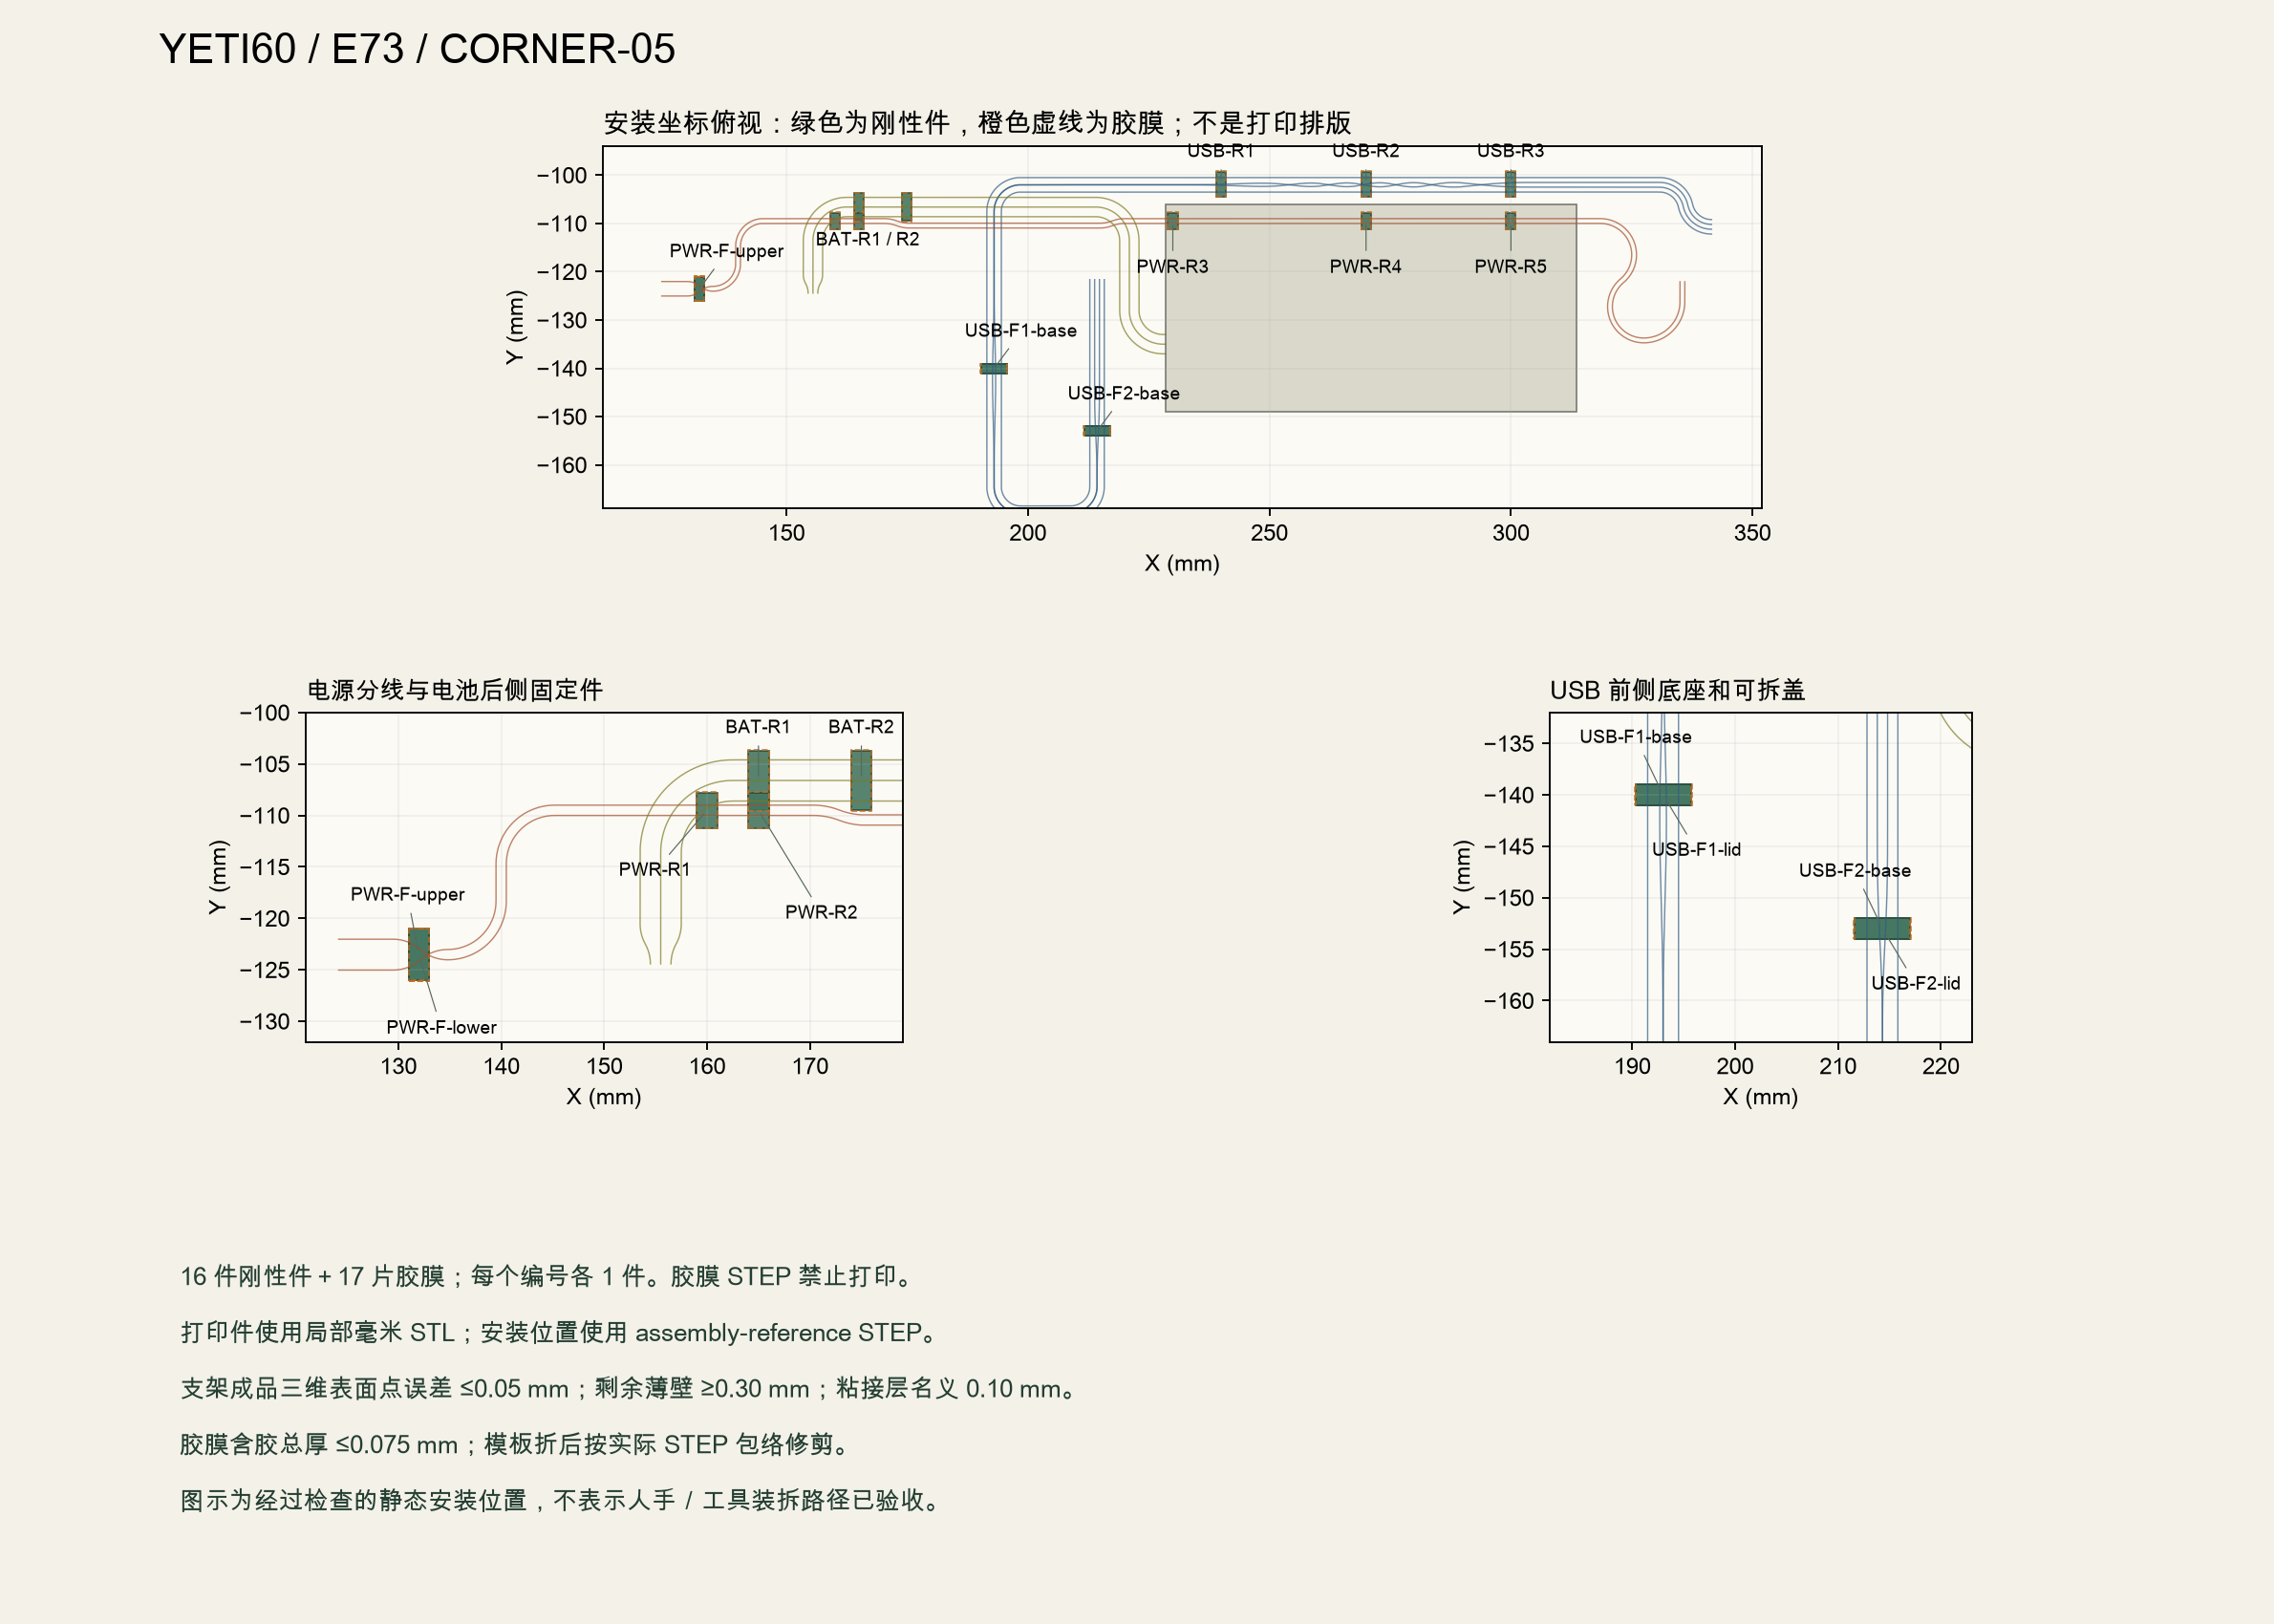 YETI60 / E73 / CORNER-05
安装坐标俯视；绿色为刚性件，橙色虚线为胶膜；不是打印排版
USB-R1
USB-R2
USB-R3
−100
−110
−120
−130
−140
−150
−160
Y (mm)
PWR-F-upper
BAT-R1 / R2
PWR-R3
PWR-R4
PWR-R5
USB-F1-base
USB-F2-base
150
200
250
300
350
X (mm)
电源分线与电池后侧固定件
−100
−105
−110
−115
−120
−125
−130
Y (mm)
BAT-R1
BAT-R2
PWR-R1
PWR-F-upper
PWR-R2
PWR-F-lower
130
140
150
160
170
X (mm)
USB 前侧底座和可拆盖
−135
−140
−145
−150
−155
−160
Y (mm)
USB-F1-base
USB-F1-lid
USB-F2-base
USB-F2-lid
190
200
210
220
X (mm)
16 件刚性件 + 17 片胶膜；每个编号各 1 件。胶膜 STEP 禁止打印。
打印件使用局部毫米 STL；安装位置使用 assembly-reference STEP。
支架成品三维表面点误差 ≤0.05 mm；剩余薄壁 ≥0.30 mm；粘接层名义 0.10 mm。
胶膜含胶总厚 ≤0.075 mm；模板折后按实际 STEP 包络修剪。
图示为经过检查的静态安装位置，不表示人手 / 工具装拆路径已验收。